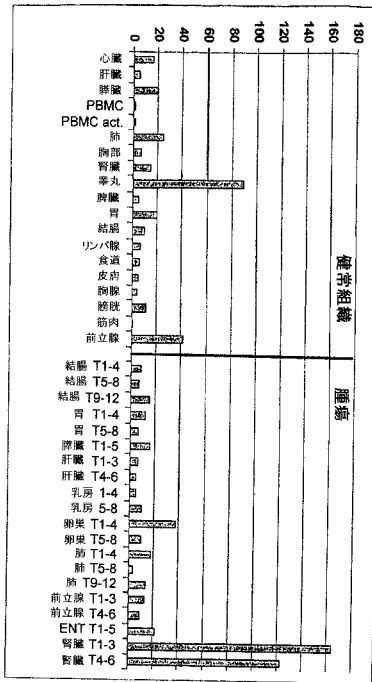 0
20
40
60
80
100
120
140
160
180
心臓
肝臓
膵臓
PBMC
PBMC act.
肺
胸部
腎臓
睾丸
脾臓
胃
結腸
リンパ腺
食道
皮膚
胸腺
膀胱
筋肉
前立腺
健常組織
結腸 T1-4
結腸 T5-8
結腸 T9-12
胃 T1-4
胃 T5-8
膵臓 T1-5
肝臓 T1-3
肝臓 T4-6
乳房 1-4
乳房 5-8
卵巣 T1-4
卵巣 T5-8
肺 T1-4
肺 T5-8
肺 T9-12
前立腺 T1-3
前立腺 T4-6
ENT T1-5
腎臓 T1-3
腎臓 T4-6
腫瘍